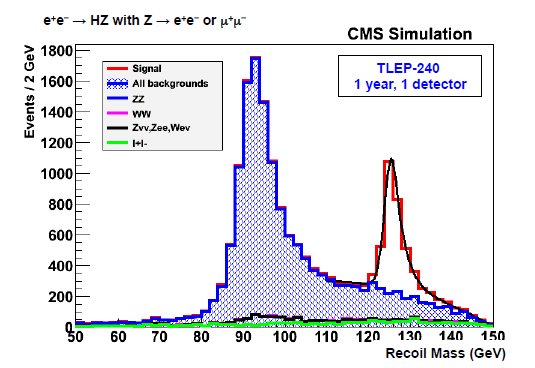 e⁺e⁻ → HZ with Z → e⁺e⁻ or μ⁺μ⁻
CMS Simulation
Events / 2 GeV
1800
1600
1400
1200
1000
800
600
400
200
0
Signal
All backgrounds
ZZ
WW
Zνν,Zee,Weν
l+l-
TLEP-240
1 year, 1 detector
50 60 70 80 90 100 110 120 130 140 150
Recoil Mass (GeV)